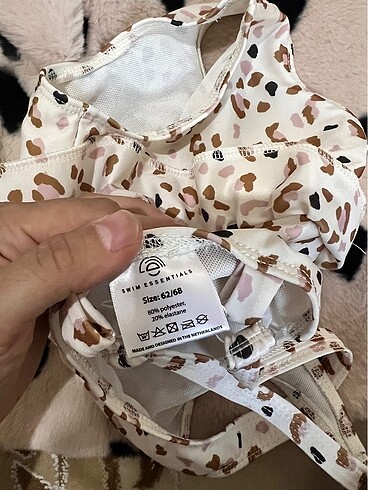 SWIM ESSENTIALS
Size: 62/68
80% polyester,
20% elastane
MADE AND DESIGNED IN THE NETHERLANDS